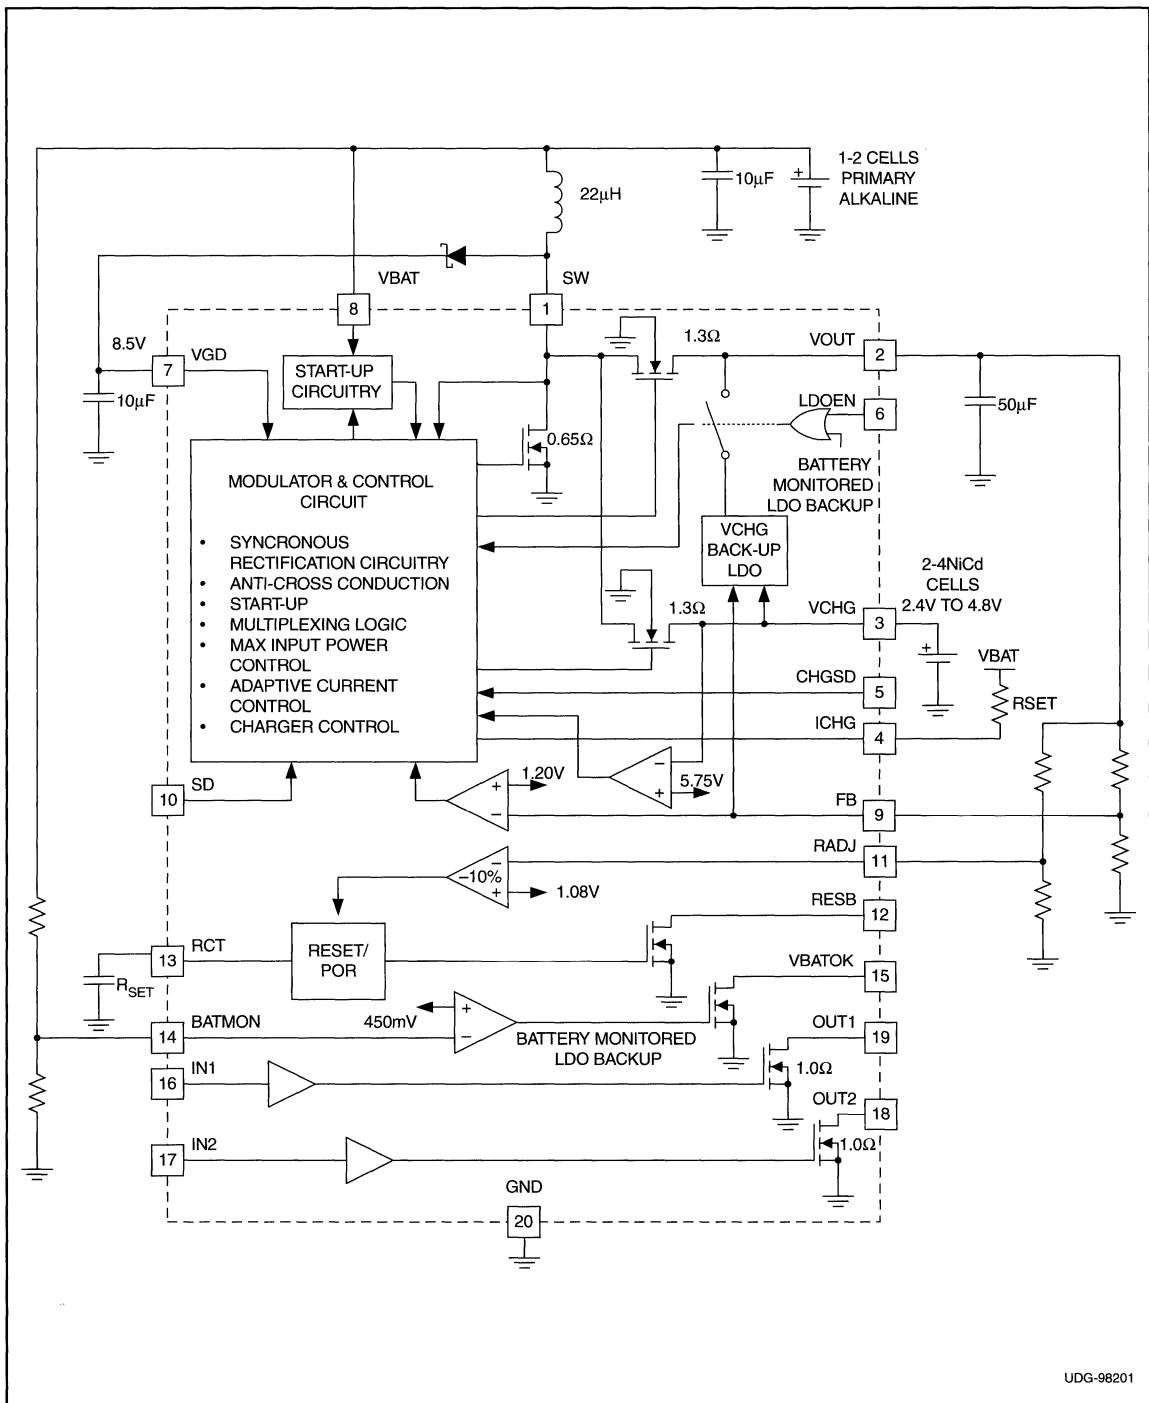 1-2 CELLS
PRIMARY
ALKALINE
10µF
22µH
VBAT
SW
8
1
8.5V
VGD
7
10µF
START-UP
CIRCUITRY
1.3Ω
VOUT
2
LDOEN
6
50µF
0.65Ω
BATTERY
MONITORED
LDO BACKUP
MODULATOR & CONTROL
CIRCUIT
• SYNCRONOUS
RECTIFICATION CIRCUITRY
• ANTI-CROSS CONDUCTION
• START-UP
• MULTIPLEXING LOGIC
• MAX INPUT POWER
CONTROL
• ADAPTIVE CURRENT
CONTROL
• CHARGER CONTROL
VCHG
BACK-UP
LDO
2-4NiCd
CELLS
2.4V TO 4.8V
1.3Ω
VCHG
3
+
+
VBAT
CHGSD
5
RSET
ICHG
4
SD
10
+
1.20V
−
−
+
5.75V
FB
9
RADJ
11
−
–10%
+
1.08V
RESB
12
RCT
13
RESET/
POR
RSET
VBATOK
15
BATMON
14
450mV
+
−
BATTERY MONITORED
LDO BACKUP
OUT1
19
IN1
16
1.0Ω
OUT2
18
IN2
17
1.0Ω
GND
20
UDG-98201